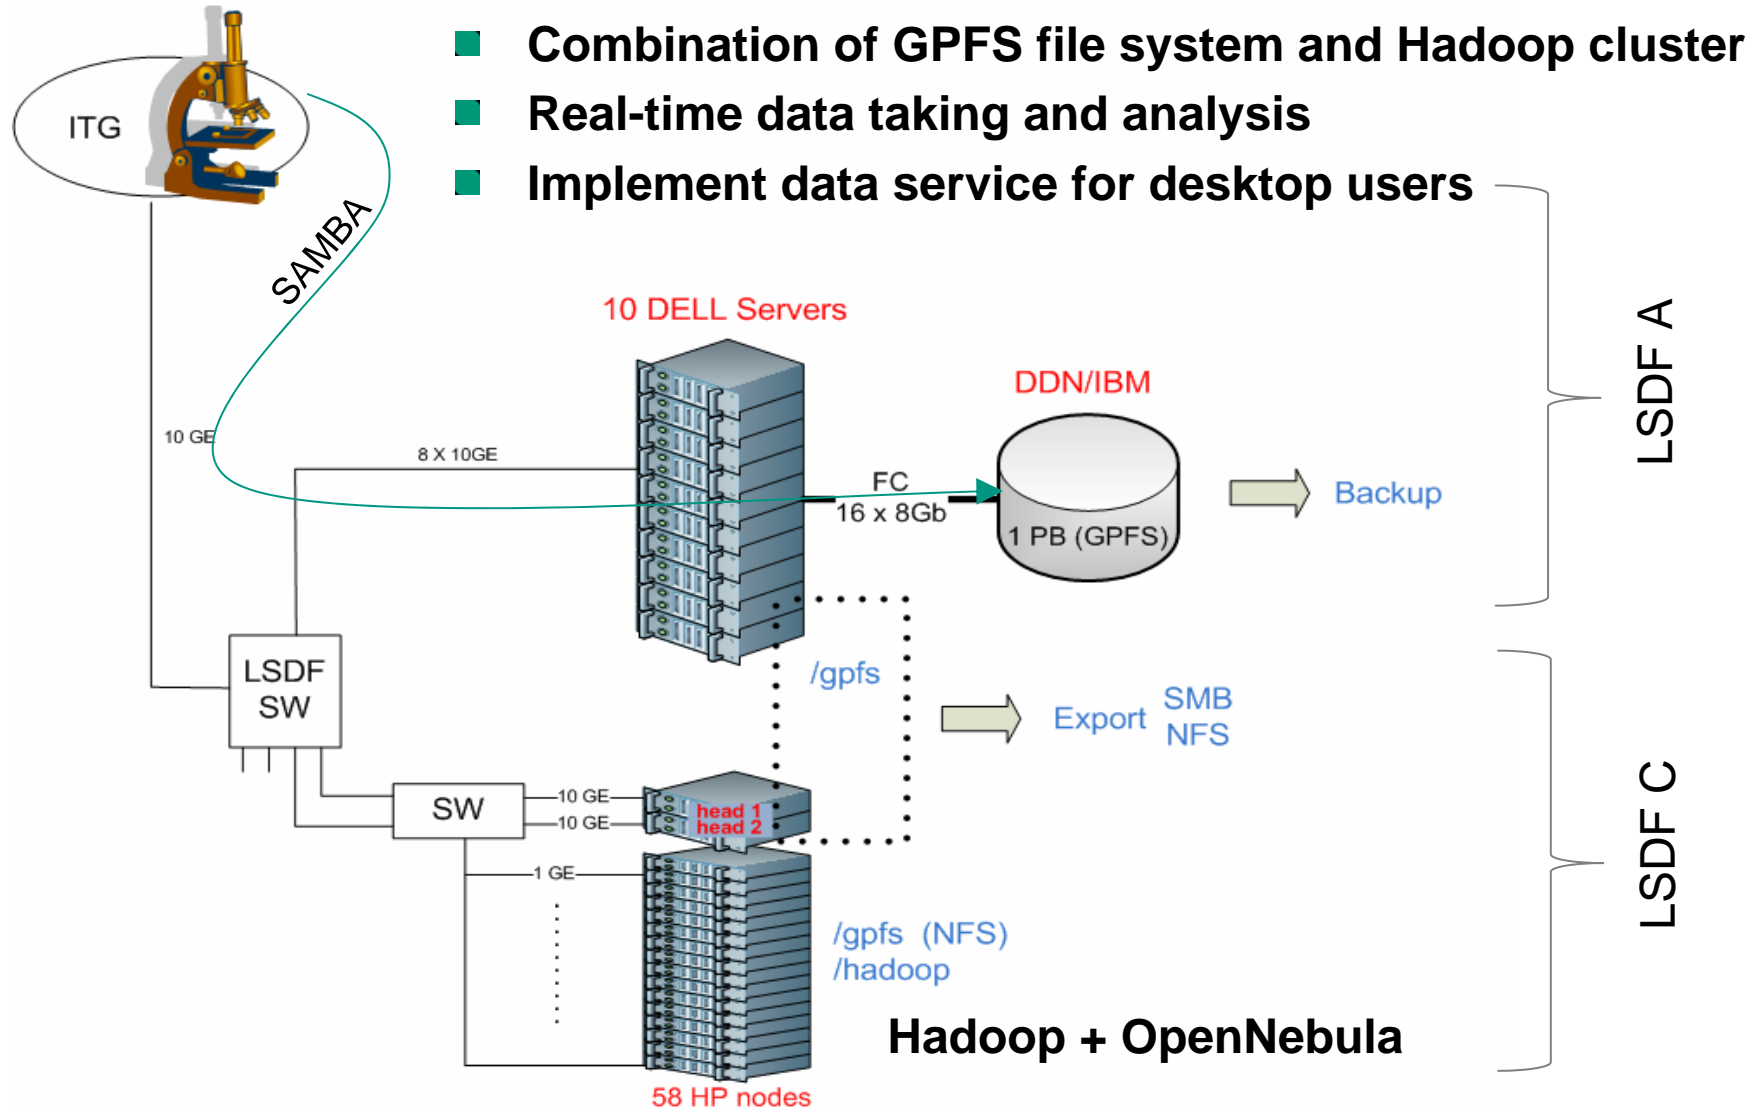 Combination of GPFS file system and Hadoop cluster
Real-time data taking and analysis
Implement data service for desktop users
ITG
SAMBA
10 DELL Servers
DDN/IBM
LSDF A
10 GE
8 X 10GE
FC
16 x 8Gb
1 PB (GPFS)
Backup
LSDF
SW
/gpfs
Export
SMB
NFS
SW
10 GE
10 GE
head 1
head 2
LSDF C
1 GE
/gpfs (NFS)
/hadoop
Hadoop + OpenNebula
58 HP nodes